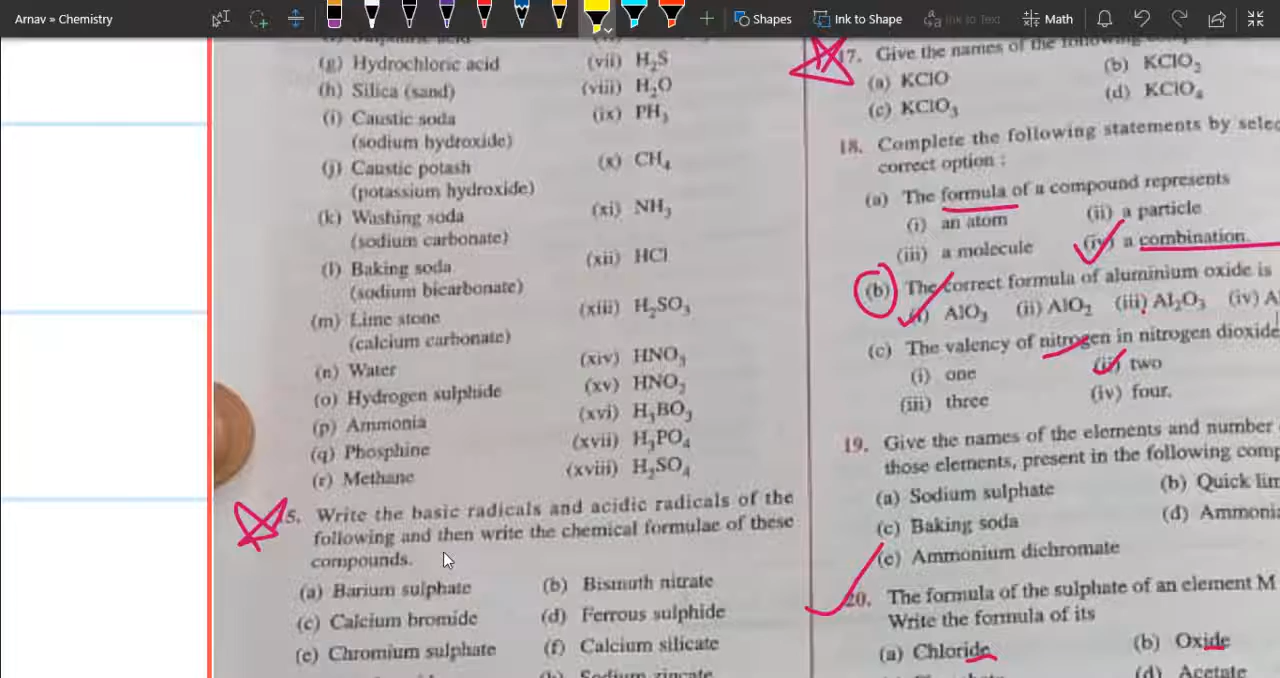 Arnav » Chemistry
Shapes
Ink to Shape
Ink to Text
Math
(g) Hydrochloric acid
(vii) H₂S
(h) Silica (sand)
(viii) H₂O
(i) Caustic soda
(sodium hydroxide)
(ix) PH₃
(j) Caustic potash
(potassium hydroxide)
(x) CH₄
(k) Washing soda
(sodium carbonate)
(xi) NH₃
(l) Baking soda
(sodium bicarbonate)
(xii) HCl
(m) Lime stone
(calcium carbonate)
(xiii) H₂SO₃
(n) Water
(xiv) HNO₃
(o) Hydrogen sulphide
(xv) HNO₂
(p) Ammonia
(xvi) H₃BO₃
(q) Phosphine
(xvii) H₃PO₄
(r) Methane
(xviii) H₂SO₄
5. Write the basic radicals and acidic radicals of the
following and then write the chemical formulae of these
compounds.
(a) Barium sulphate
(b) Bismuth nitrate
(c) Calcium bromide
(d) Ferrous sulphide
(e) Chromium sulphate
(f) Calcium silicate
17. Give the names of the following
(a) KClO
(b) KClO₂
(c) KClO₃
(d) KClO₄
18. Complete the following statements by selec
correct option :
(a) The formula of a compound represents
(i) an atom
(ii) a particle
(iii) a molecule
(iv) a combination.
(b) The correct formula of aluminium oxide is
(i) AlO₃ (ii) AlO₂ (iii) Al₂O₃ (iv) A
(c) The valency of nitrogen in nitrogen dioxide
(i) one
(ii) two
(iii) three
(iv) four.
19. Give the names of the elements and number
those elements, present in the following comp
(a) Sodium sulphate
(b) Quick lim
(c) Baking soda
(d) Ammonia
(e) Ammonium dichromate
20. The formula of the sulphate of an element M
Write the formula of its
(a) Chloride
(b) Oxide
(d) Acetate